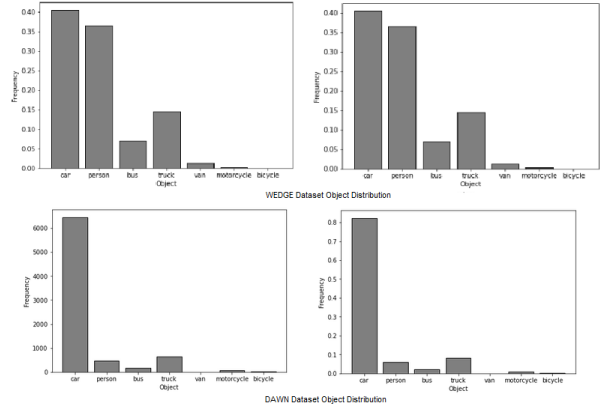 0.40
0.35
0.30
0.25
0.20
0.15
0.10
0.05
0.00
Frequency
car person bus truck van motorcycle bicycle
Object
0.40
0.35
0.30
0.25
0.20
0.15
0.10
0.05
0.00
Frequency
car person bus truck van motorcycle bicycle
Object
WEDGE Dataset Object Distribution
6000
5000
4000
3000
2000
1000
0
Frequency
car person bus truck van motorcycle bicycle
Object
0.8
0.7
0.6
0.5
0.4
0.3
0.2
0.1
0.0
Frequency
car person bus truck van motorcycle bicycle
Object
DAWN Dataset Object Distribution